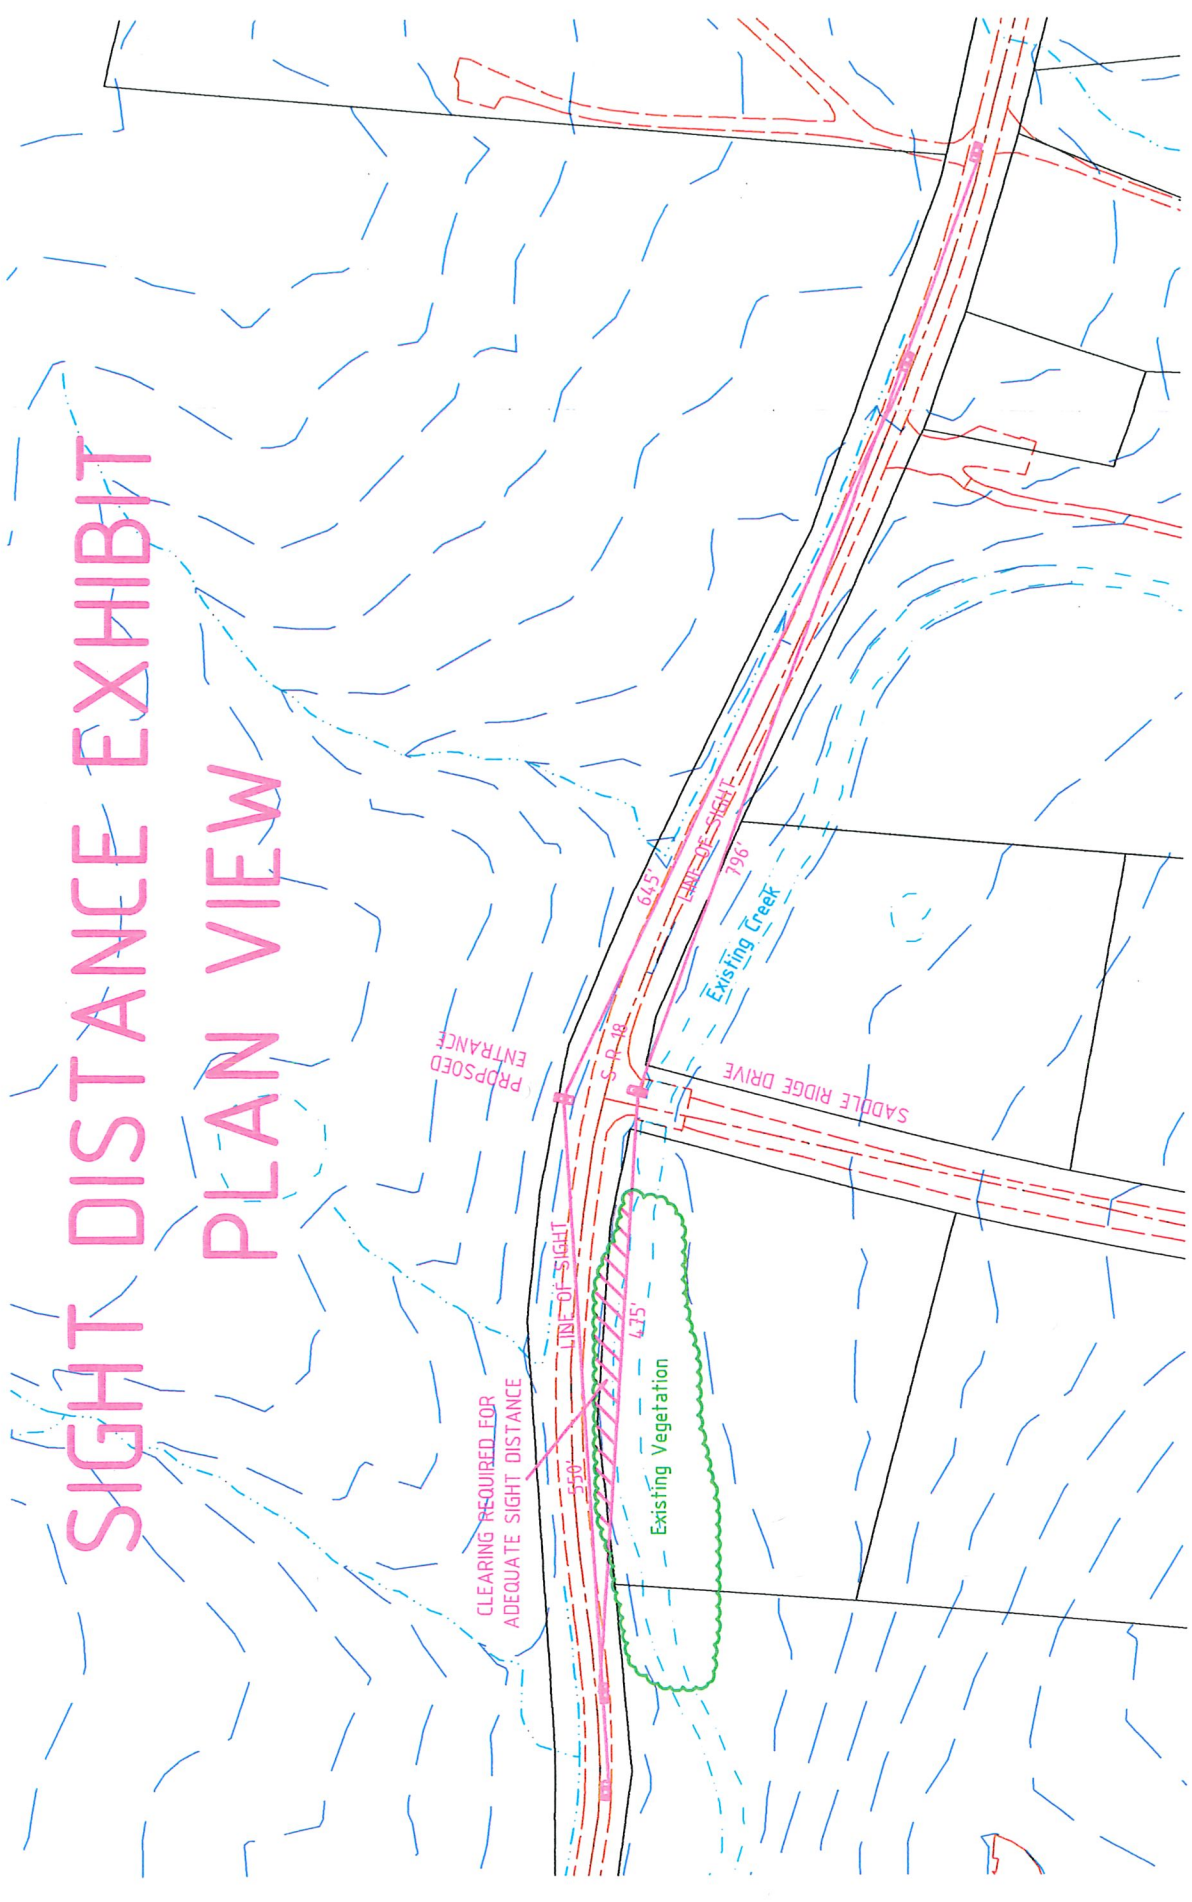 SIGHT DISTANCE EXHIBIT
PLAN VIEW
PROPSOED
ENTRANCE
645'
LINE OF SIGHT
796'
Existing Creek
S R 18
SADDLE RIDGE DRIVE
LINE OF SIGHT
550'
475'
CLEARING REQUIRED FOR
ADEQUATE SIGHT DISTANCE
Existing Vegetation